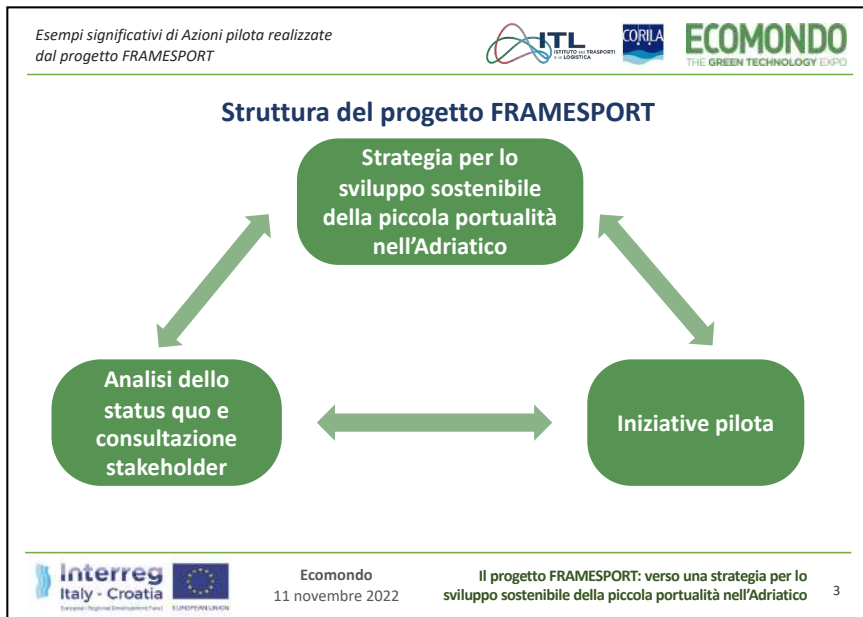 Esempi significativi di Azioni pilota realizzate
dal progetto FRAMESPORT
ITL
ISTITUTO SUI TRASPORTI
E LA LOGISTICA
CORILA
ECOMONDO
THE GREEN TECHNOLOGY EXPO
Struttura del progetto FRAMESPORT
Strategia per lo
sviluppo sostenibile
della piccola portualità
nell’Adriatico
Analisi dello
status quo e
consultazione
stakeholder
Iniziative pilota
Interreg
Italy - Croatia
European Regional Development Fund
EUROPEAN UNION
Ecomondo
11 novembre 2022
Il progetto FRAMESPORT: verso una strategia per lo
sviluppo sostenibile della piccola portualità nell’Adriatico
3